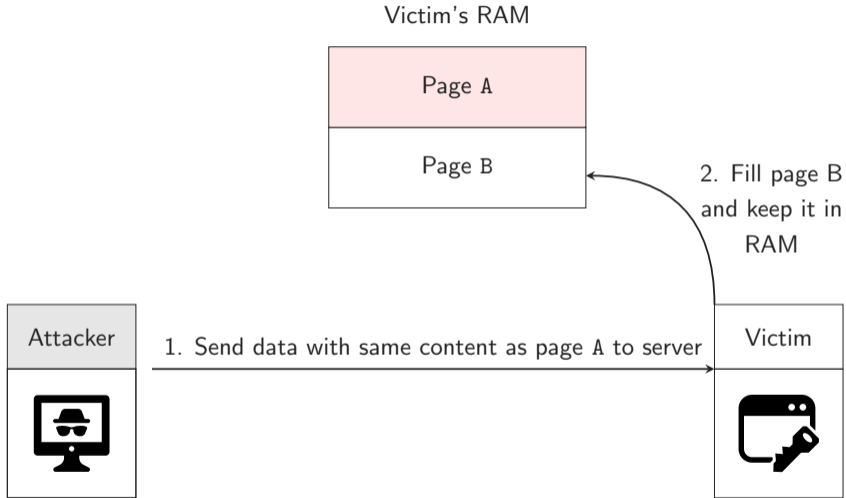 Victim's RAM
Page A
Page B
2. Fill page B
and keep it in
RAM
Attacker
1. Send data with same content as page A to server
Victim